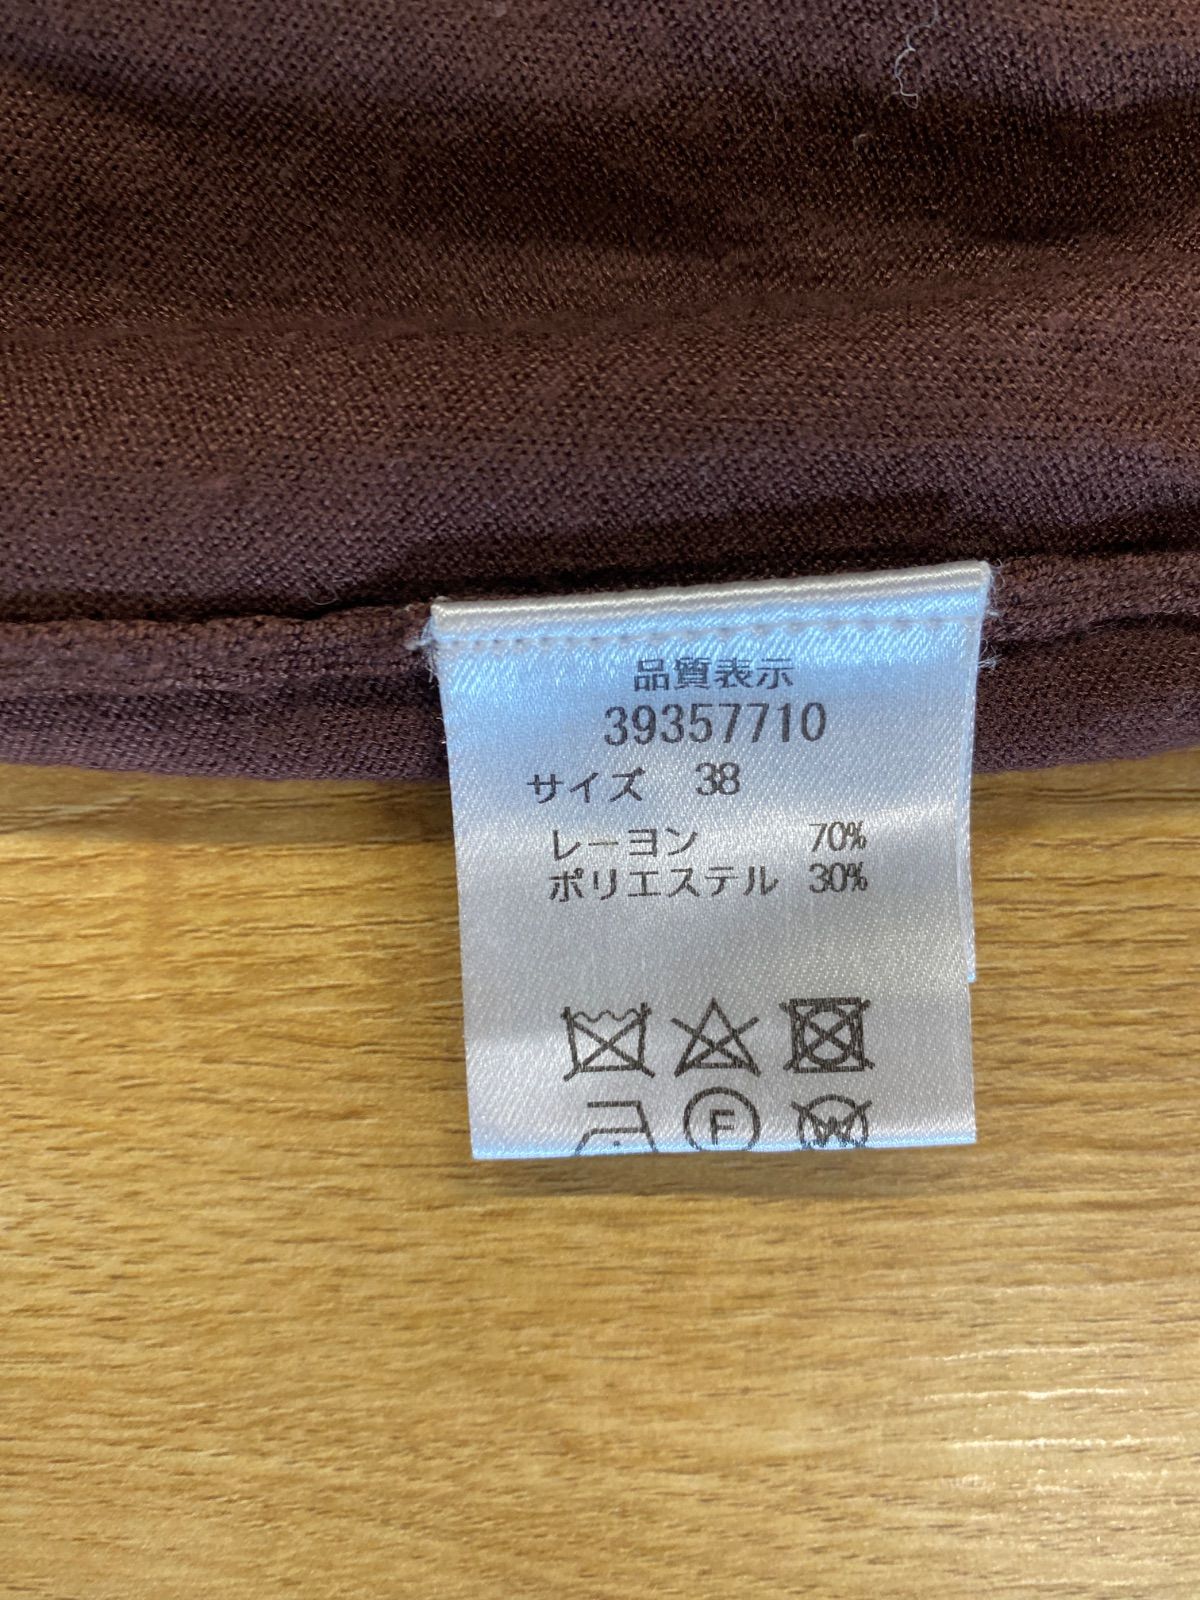 品質表示
39357710
サイズ 38
レーヨン 70%
ポリエステル 30%
F W